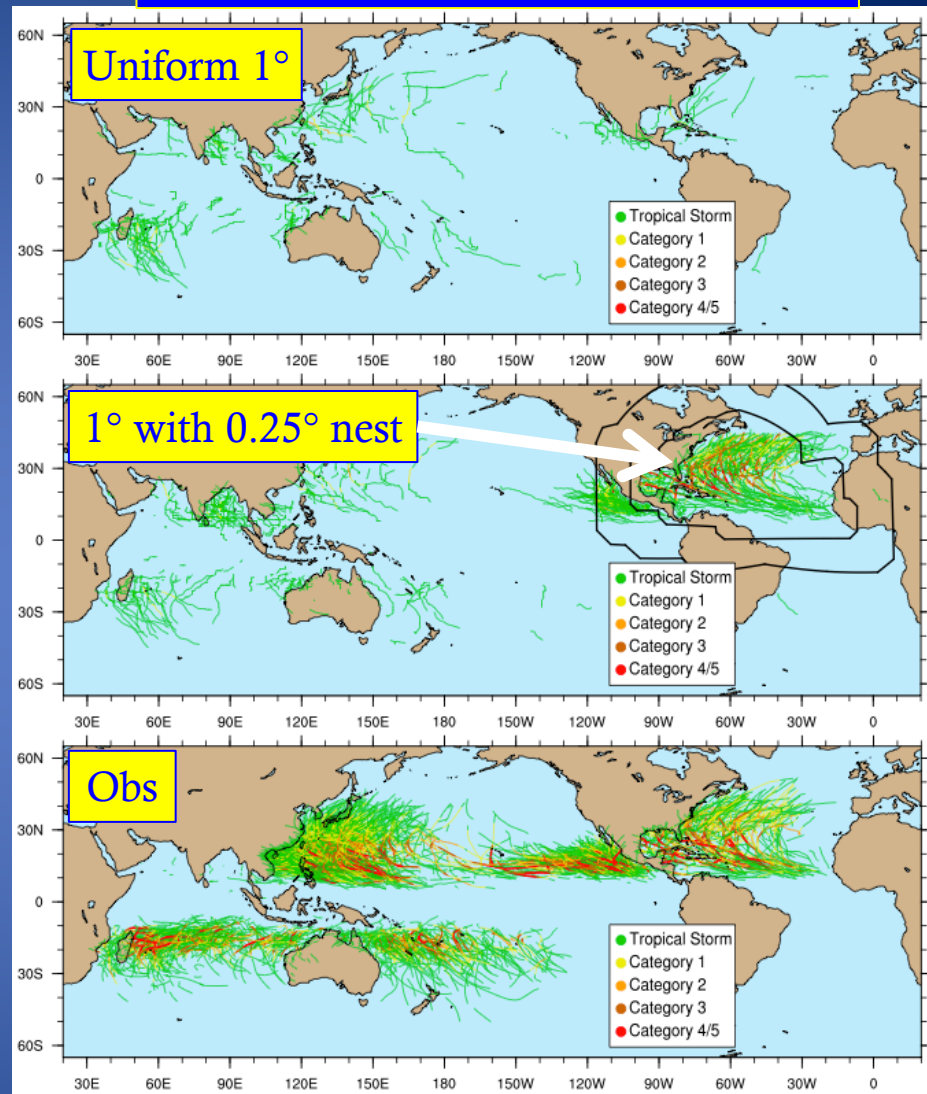 Uniform 1°
60N
30N
0
30S
60S
Tropical Storm
Category 1
Category 2
Category 3
Category 4/5
30E 60E 90E 120E 150E 180E 150W 120W 90W 60W 30W 0
1° with 0.25° nest
60N
30N
0
30S
60S
Tropical Storm
Category 1
Category 2
Category 3
Category 4/5
30E 60E 90E 120E 150E 180E 150W 120W 90W 60W 30W 0
Obs
60N
30N
0
30S
60S
Tropical Storm
Category 1
Category 2
Category 3
Category 4/5
30E 60E 90E 120E 150E 180E 150W 120W 90W 60W 30W 0